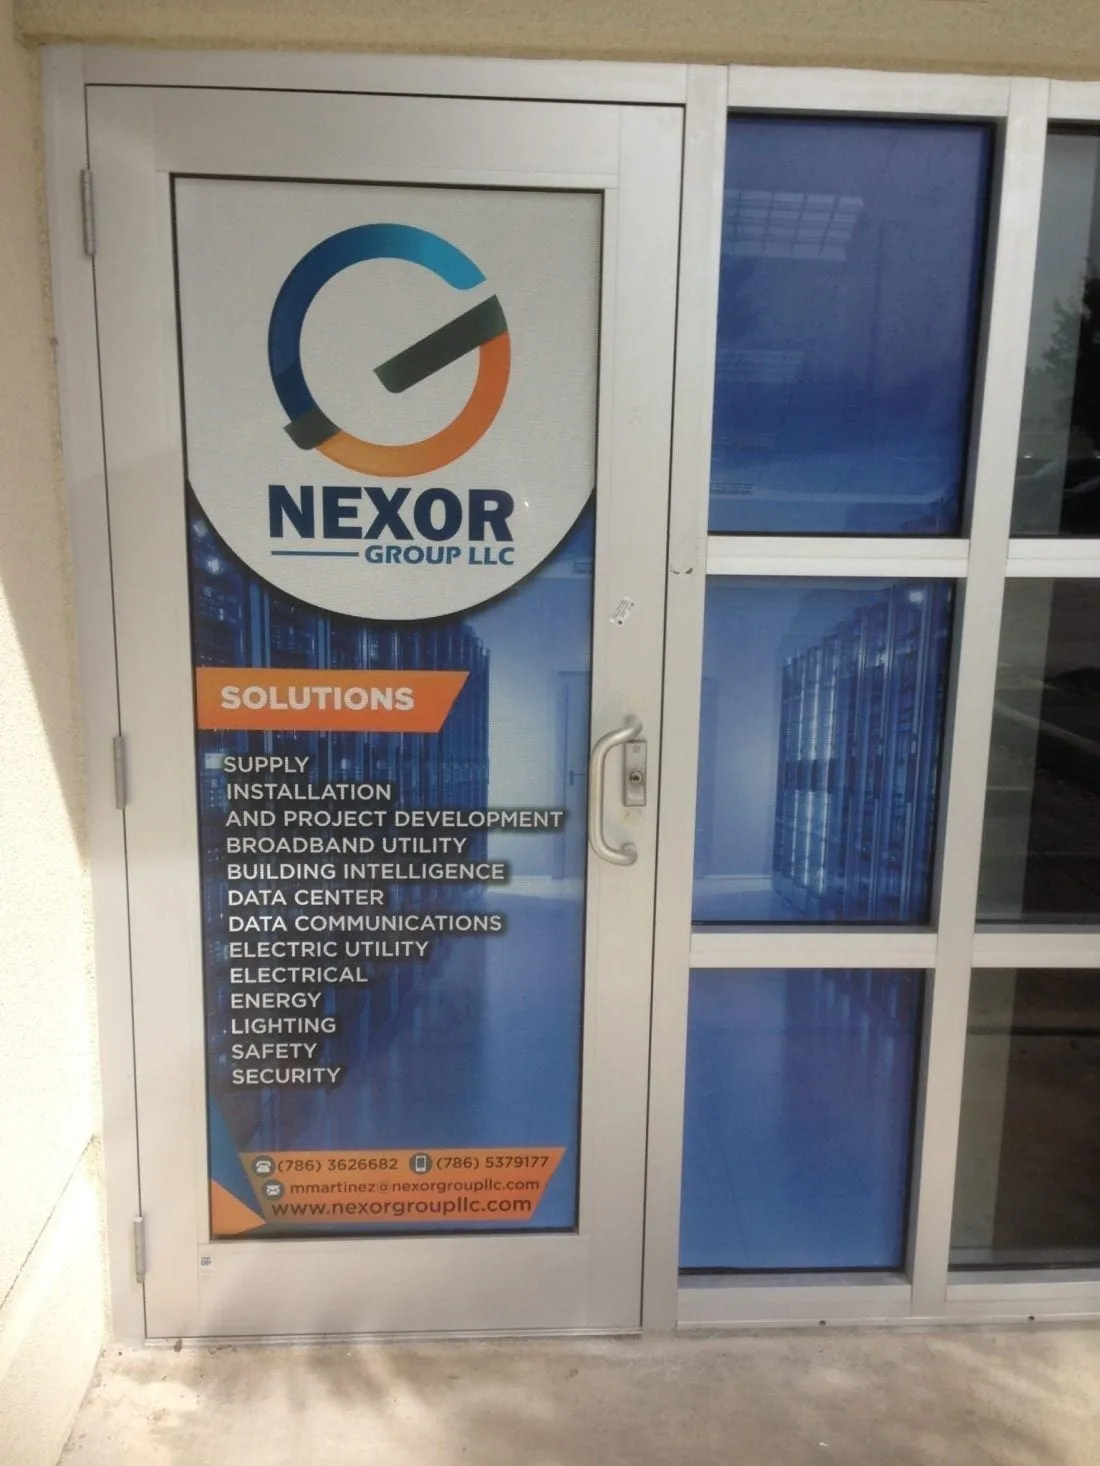 NEXOR
GROUP LLC
SOLUTIONS
SUPPLY
INSTALLATION
AND PROJECT DEVELOPMENT
BROADBAND UTILITY
BUILDING INTELLIGENCE
DATA CENTER
DATA COMMUNICATIONS
ELECTRIC UTILITY
ELECTRICAL
ENERGY
LIGHTING
SAFETY
SECURITY
(786) 3626682 (786) 5379177
mmartinez@nexorgroupllc.com
www.nexorgroupllc.com